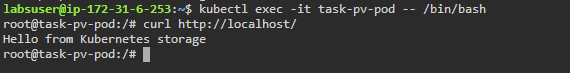 labsuser@ip-172-31-6-253:~$ kubectl exec -it task-pv-pod -- /bin/bash
root@task-pv-pod:/# curl http://localhost/
Hello from Kubernetes storage
root@task-pv-pod:/#